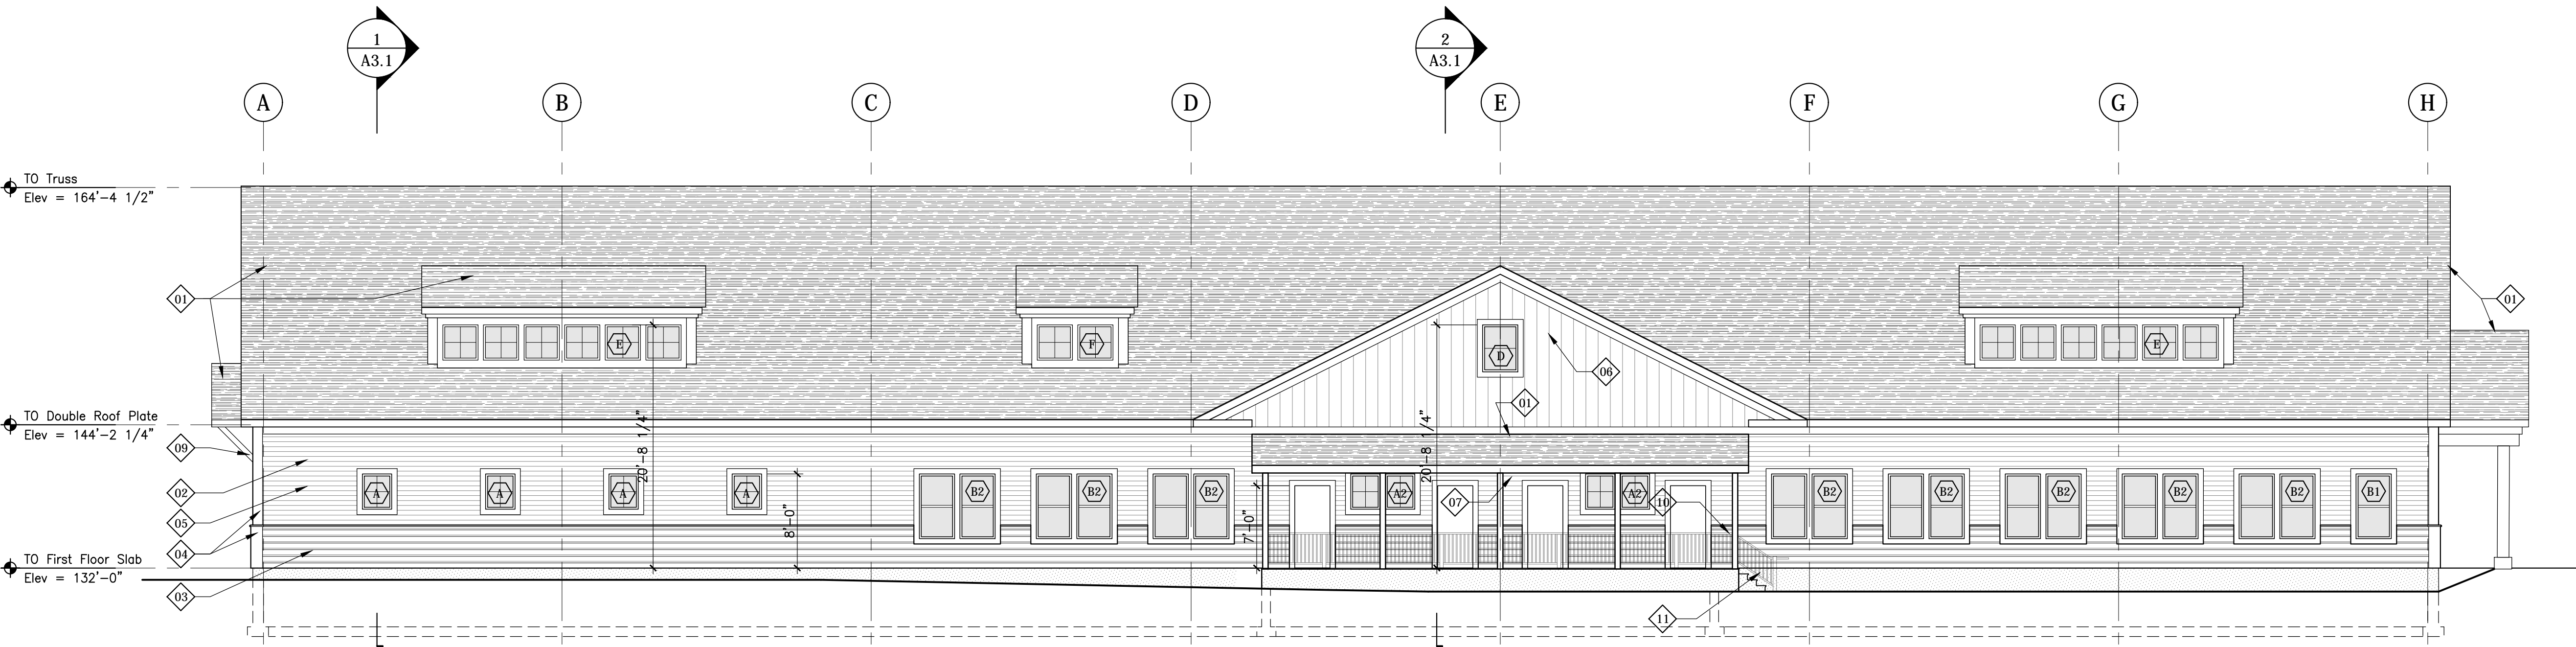 1
A3.1
2
A3.1
A B C D E F G H
TO Truss
Elev = 164'-4 1/2"
01
01
E
F
D
E
06
01
20'-8 1/4"
20'-8 1/4"
TO Double Roof Plate
Elev = 144'-2 1/4"
09
02
A A A A B2 B2 B2 A2 07 A2 10 B2 B2 B2 B2 B2 B1
05
8'-0"
7'-0"
04
TO First Floor Slab
Elev = 132'-0"
03
11